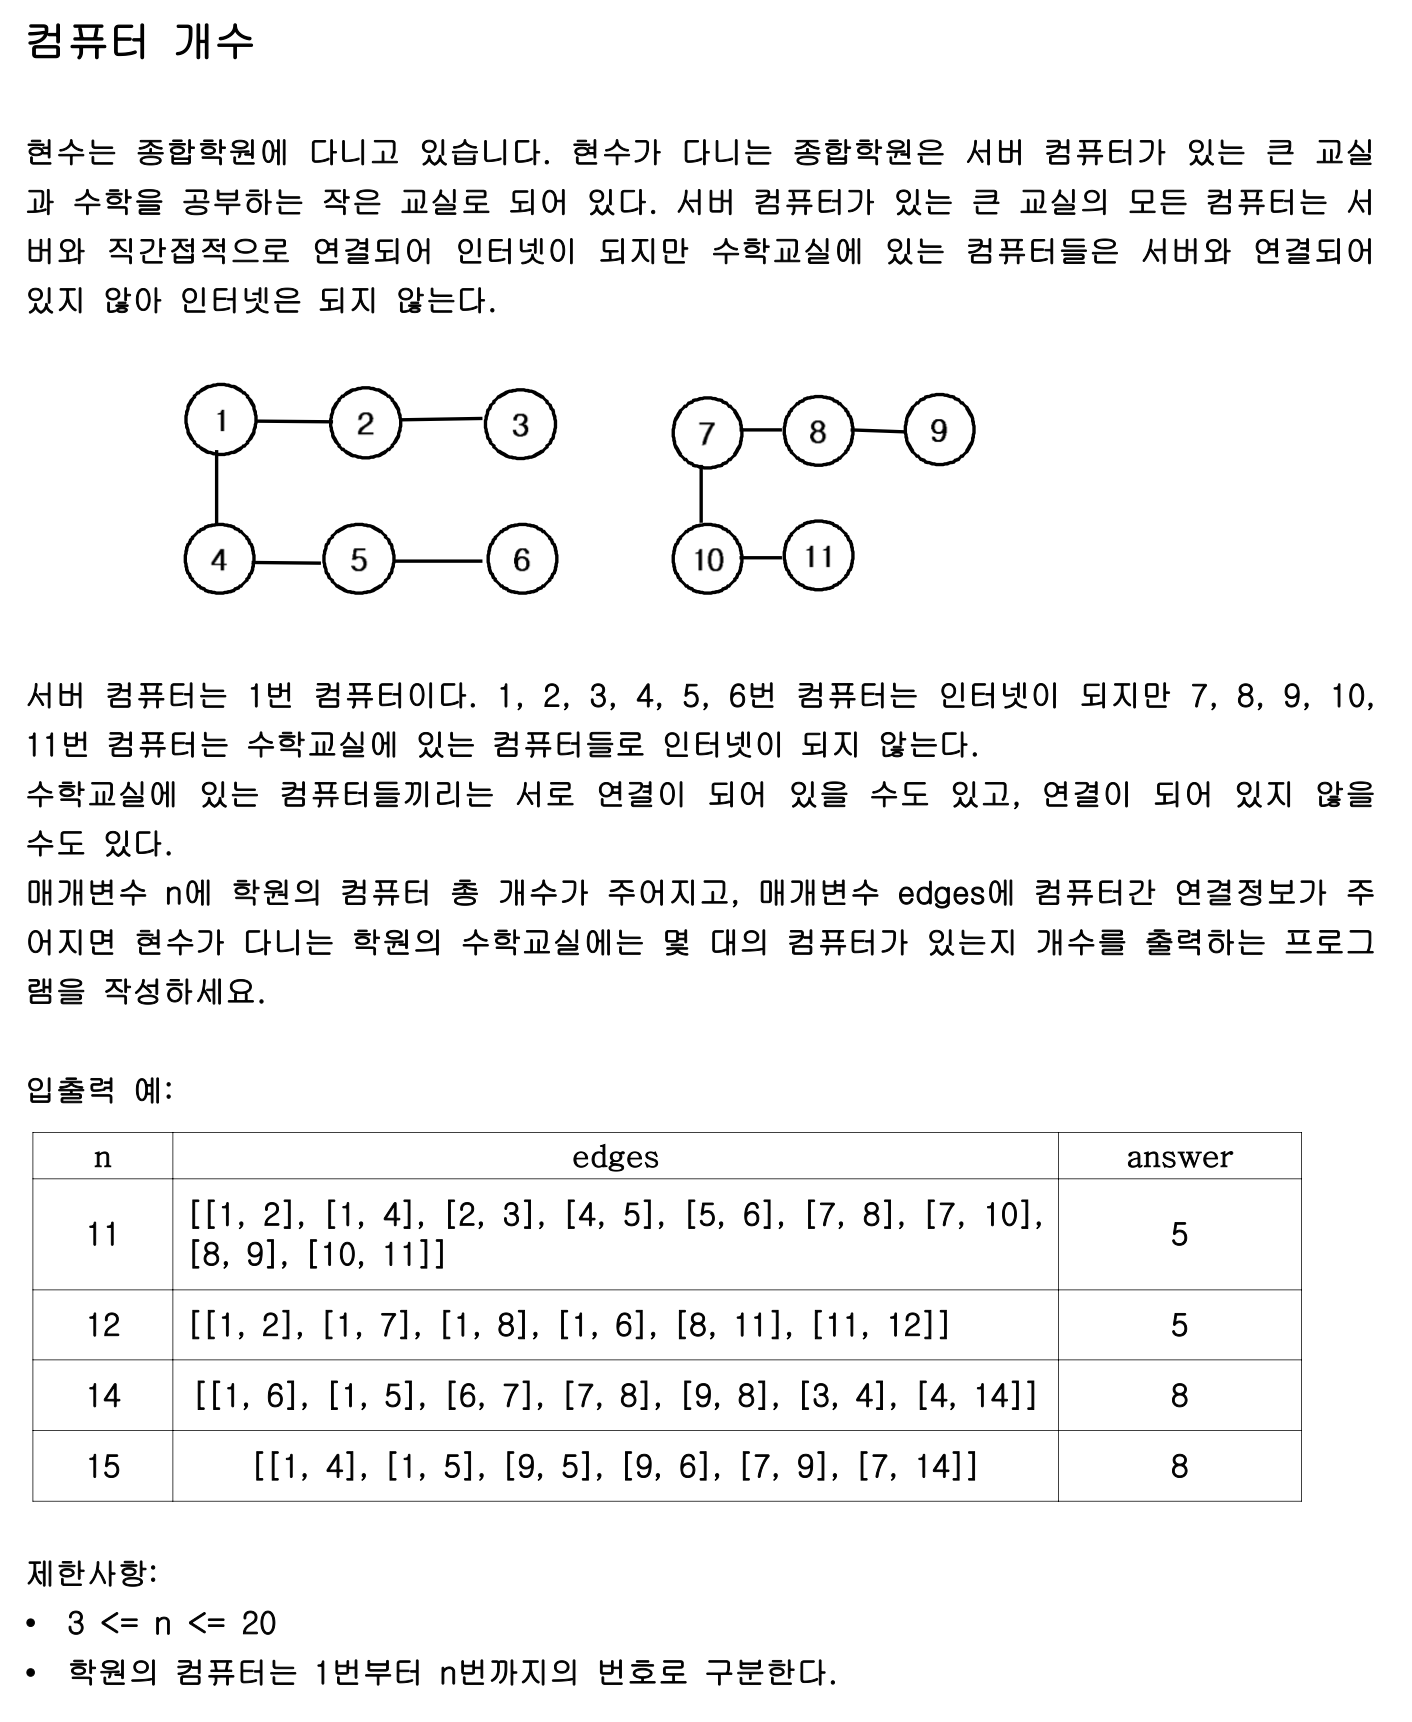 컴퓨터 개수
현수는 종합학원에 다니고 있습니다. 현수가 다니는 종합학원은 서버 컴퓨터가 있는 큰 교실
과 수학을 공부하는 작은 교실로 되어 있다. 서버 컴퓨터가 있는 큰 교실의 모든 컴퓨터는 서
버와 직간접적으로 연결되어 인터넷이 되지만 수학교실에 있는 컴퓨터들은 서버와 연결되어
있지 않아 인터넷은 되지 않는다.
1 2 3 7 8 9
4 5 6 10 11
서버 컴퓨터는 1번 컴퓨터이다. 1, 2, 3, 4, 5, 6번 컴퓨터는 인터넷이 되지만 7, 8, 9, 10,
11번 컴퓨터는 수학교실에 있는 컴퓨터들로 인터넷이 되지 않는다.
수학교실에 있는 컴퓨터들끼리는 서로 연결이 되어 있을 수도 있고, 연결이 되어 있지 않을
수도 있다.
매개변수 n에 학원의 컴퓨터 총 개수가 주어지고, 매개변수 edges에 컴퓨터간 연결정보가 주
어지면 현수가 다니는 학원의 수학교실에는 몇 대의 컴퓨터가 있는지 개수를 출력하는 프로그
램을 작성하세요.
입출력 예:
n edges answer
11 [[1, 2], [1, 4], [2, 3], [4, 5], [5, 6], [7, 8], [7, 10],
[8, 9], [10, 11]] 5
12 [[1, 2], [1, 7], [1, 8], [1, 6], [8, 11], [11, 12]] 5
14 [[1, 6], [1, 5], [6, 7], [7, 8], [9, 8], [3, 4], [4, 14]] 8
15 [[1, 4], [1, 5], [9, 5], [9, 6], [7, 9], [7, 14]] 8
제한사항:
• 3 <= n <= 20
• 학원의 컴퓨터는 1번부터 n번까지의 번호로 구분한다.